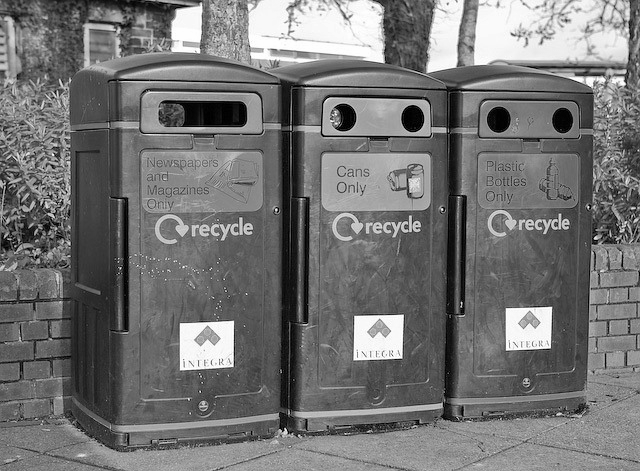 Newspapers
and
Magazines
Only
recycle
INTEGRA
Cans
Only
recycle
INTEGRA
Plastic
Bottles
Only
recycle
INTEGRA